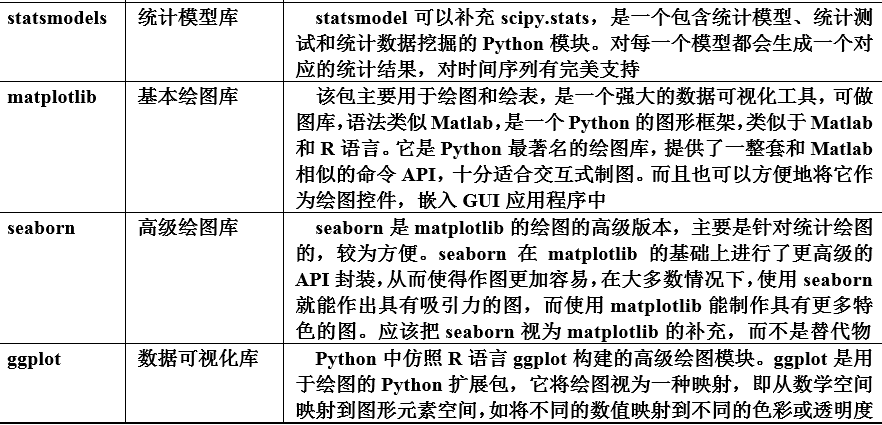 statsmodels 统计模型库 statsmodel 可以补充 scipy.stats，是一个包含统计模型、统计测
试和统计数据挖掘的 Python 模块。对每一个模型都会生成一个对
应的统计结果，对时间序列有完美支持
matplotlib 基本绘图库 该包主要用于绘图和绘表，是一个强大的数据可视化工具，可做
图库，语法类似 Matlab，是一个 Python 的图形框架，类似于 Matlab
和 R 语言。它是 Python 最著名的绘图库，提供了一整套和 Matlab
相似的命令 API，十分适合交互式制图。而且也可以方便地将它作
为绘图控件，嵌入 GUI 应用程序中
seaborn 高级绘图库 seaborn 是 matplotlib 的绘图的高级版本，主要是针对统计绘图
的，较为方便。seaborn 在 matplotlib 的基础上进行了更高级的
API 封装，从而使得作图更加容易，在大多数情况下，使用 seaborn
就能作出具有吸引力的图，而使用 matplotlib 能制作具有更多特
色的图。应该把 seaborn 视为 matplotlib 的补充，而不是替代物
ggplot 数据可视化库 Python 中仿照 R 语言 ggplot 构建的高级绘图模块。ggplot 是用
于绘图的 Python 扩展包，它将绘图视为一种映射，即从数学空间
映射到图形元素空间，如将不同的数值映射到不同的色彩或透明度